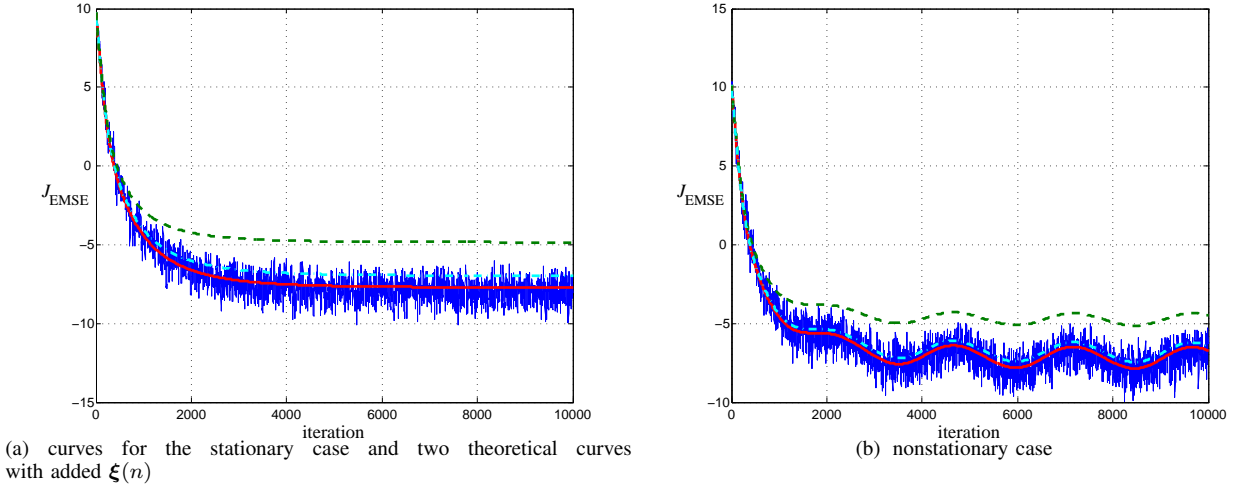 10
5
0
−5
−10
−15
J EMSE
0 2000 4000 6000 8000 10000
iteration
(a) curves for the stationary case and two theoretical curves
with added ξ(n)
15
10
5
0
−5
−10
J EMSE
0 2000 4000 6000 8000 10000
iteration
(b) nonstationary case